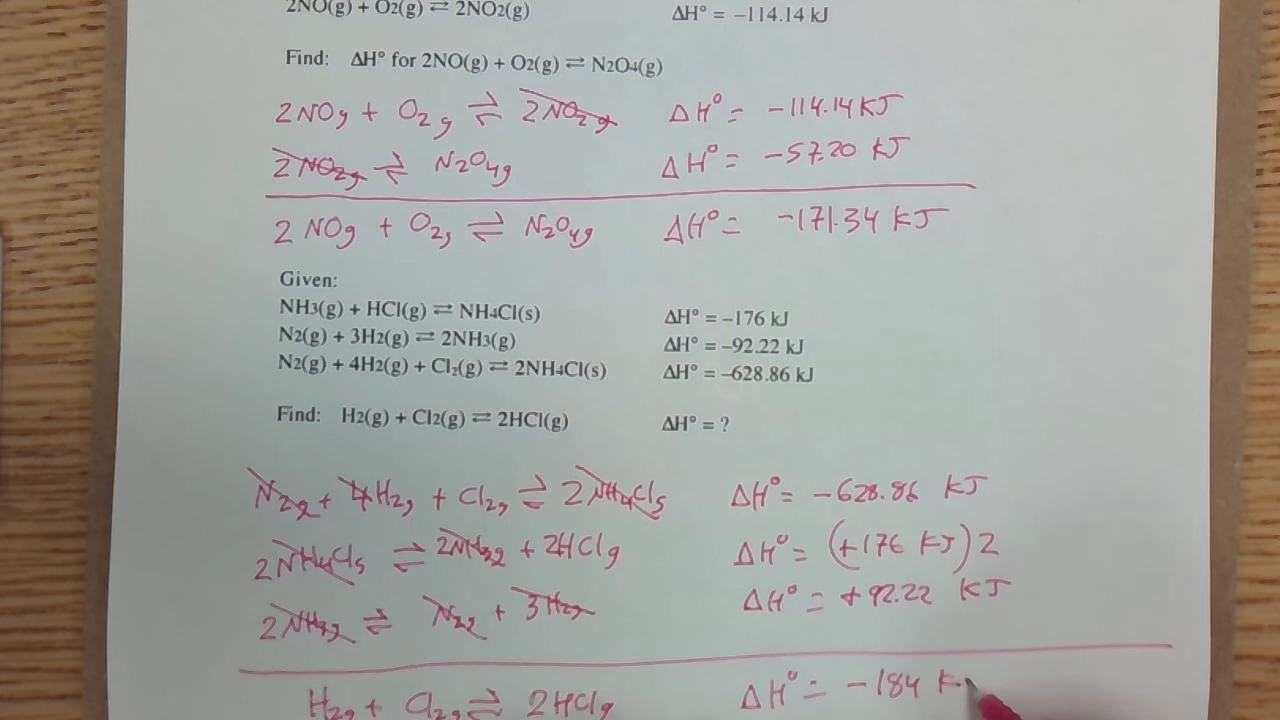 2NO(g) + O2(g) ⇌ 2NO2(g) ΔH° = –114.14 kJ
Find: ΔH° for 2NO(g) + O2(g) ⇌ N2O4(g)
2NOg + O2g ⇌ 2NO2g ΔH° = -114.14 KJ
2NO2g ⇌ N2O4g ΔH° = -57.20 KJ
2 NOg + O2g ⇌ N2O4g ΔH° = -171.34 KJ
Given:
NH3(g) + HCl(g) ⇌ NH4Cl(s) ΔH° = –176 kJ
N2(g) + 3H2(g) ⇌ 2NH3(g) ΔH° = –92.22 kJ
N2(g) + 4H2(g) + Cl2(g) ⇌ 2NH4Cl(s) ΔH° = –628.86 kJ
Find: H2(g) + Cl2(g) ⇌ 2HCl(g) ΔH° = ?
N2g + 4H2g + Cl2g ⇌ 2NH4Cls ΔH° = -628.86 KJ
2NH4Cls ⇌ 2NH3g + 2HClg ΔH° = (+176 KJ)2
2NH3g ⇌ N2g + 3H2g ΔH° = +92.22 KJ
H2g + Cl2g ⇌ 2HClg ΔH° = -184 K